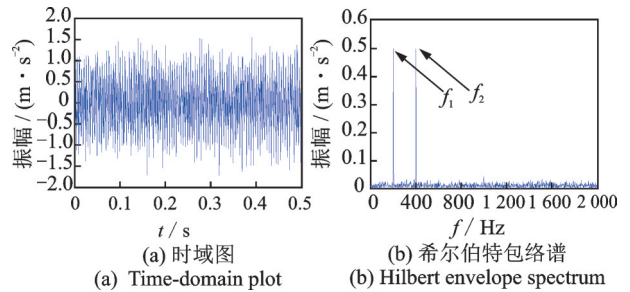 2.0
1.5
1.0
0.5
0
−0.5
−1.0
−1.5
−2.0
振幅 / (m · s⁻²)
0 0.1 0.2 0.3 0.4 0.5
t / s
(a) 时域图
(a) Time-domain plot
0.6
0.5
0.4
0.3
0.2
0.1
0
振幅 / (m · s⁻²)
f₁ f₂
0 400 800 1 200 1 600 2 000
f / Hz
(b) 希尔伯特包络谱
(b) Hilbert envelope spectrum